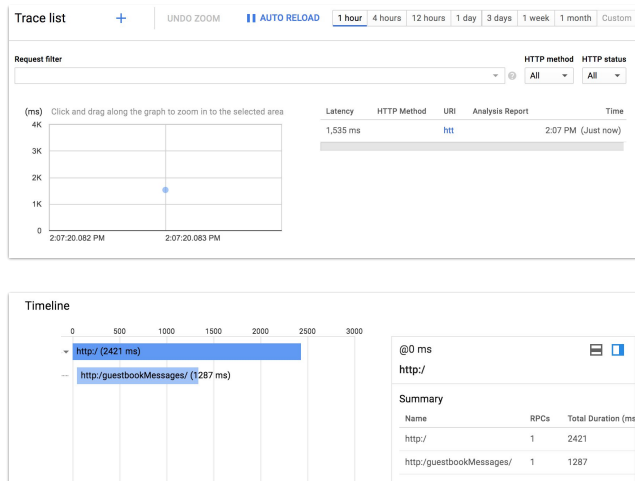 Trace list + UNDO ZOOM AUTO RELOAD 1 hour 4 hours 12 hours 1 day 3 days 1 week 1 month Custom
Request filter HTTP method HTTP status
All All
(ms) Click and drag along the graph to zoom in to the selected area
4K
3K
2K
1K
0
2:07:20.082 PM 2:07:20.083 PM
Latency HTTP Method URI Analysis Report Time
1,535 ms htt 2:07 PM (Just now)
Timeline
0 500 1000 1500 2000 2500 3000
http:/ (2421 ms)
http:/guestbookMessages/ (1287 ms)
@0 ms
http:/
Summary
Name RPCs Total Duration (ms
http:/ 1 2421
http:/guestbookMessages/ 1 1287